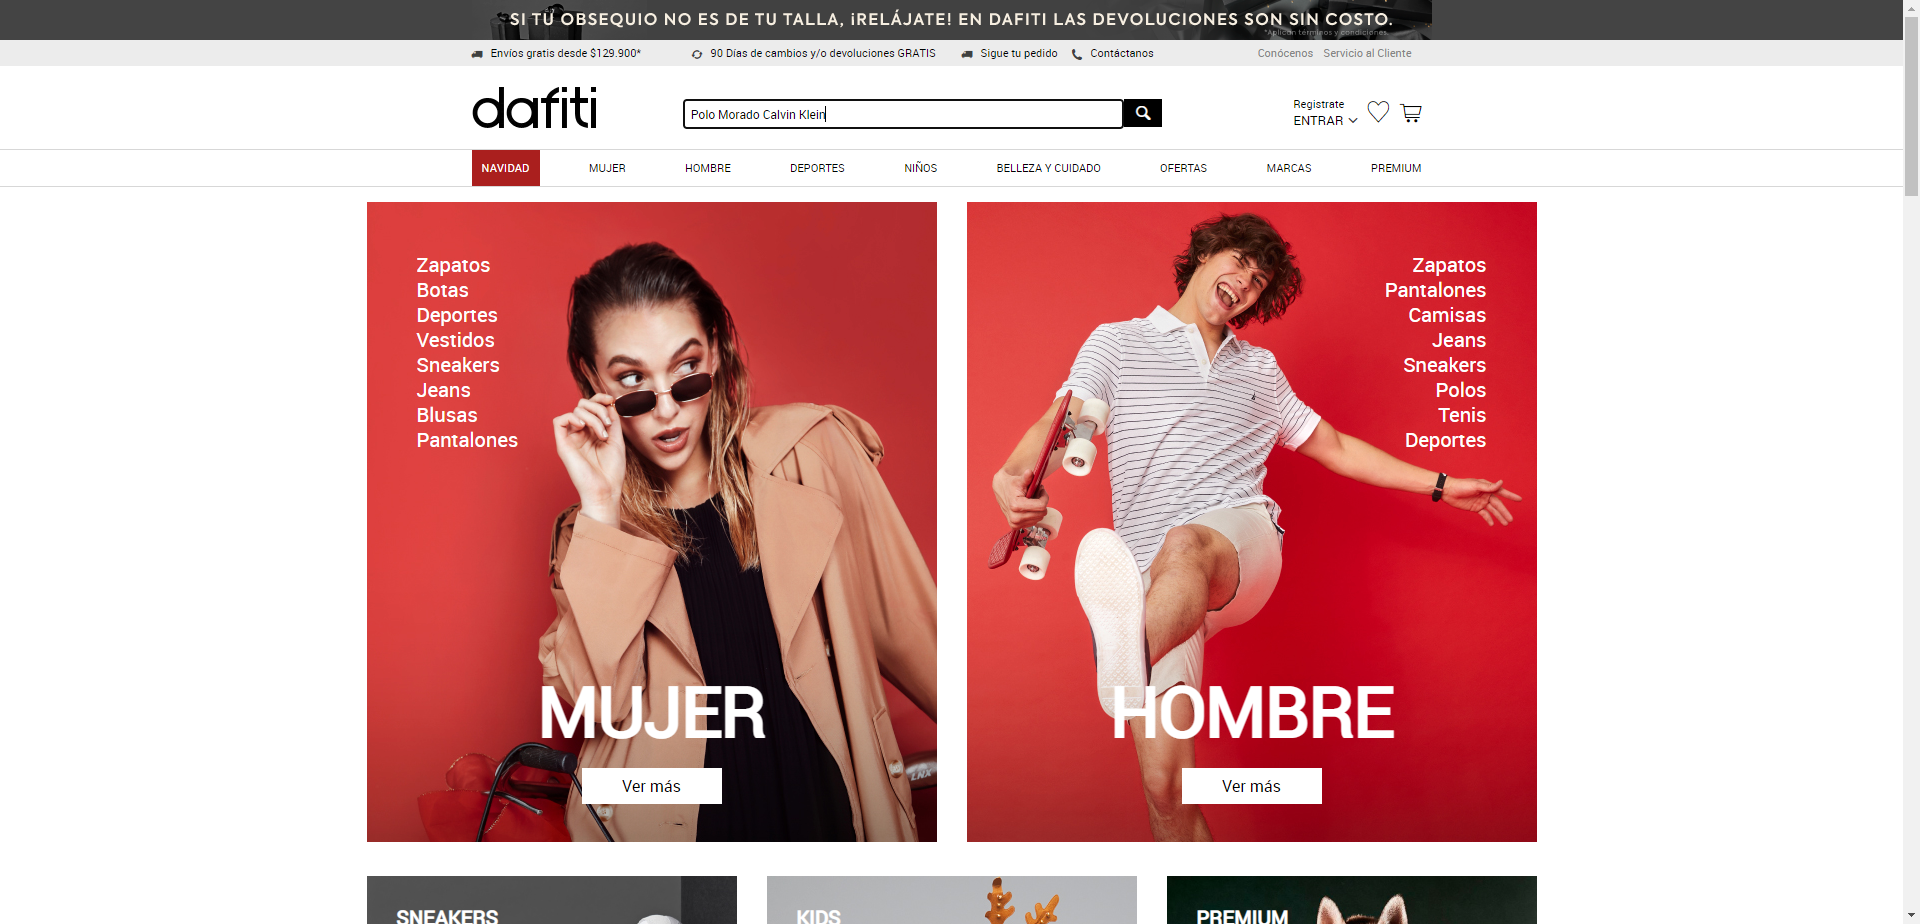 SI TU OBSEQUIO NO ES DE TU TALLA, ¡RELÁJATE! EN DAFITI LAS DEVOLUCIONES SON SIN COSTO.
*Aplican términos y condiciones.
Envíos gratis desde $129.900*
90 Días de cambios y/o devoluciones GRATIS
Sigue tu pedido
Contáctanos
Conócenos
Servicio al Cliente
dafiti
Polo Morado Calvin Klein
Regístrate
ENTRAR
NAVIDAD
MUJER
HOMBRE
DEPORTES
NIÑOS
BELLEZA Y CUIDADO
OFERTAS
MARCAS
PREMIUM
Zapatos
Botas
Deportes
Vestidos
Sneakers
Jeans
Blusas
Pantalones
MUJER
Ver más
Zapatos
Pantalones
Camisas
Jeans
Sneakers
Polos
Tenis
Deportes
HOMBRE
Ver más
SNEAKERS
KIDS
PREMIUM